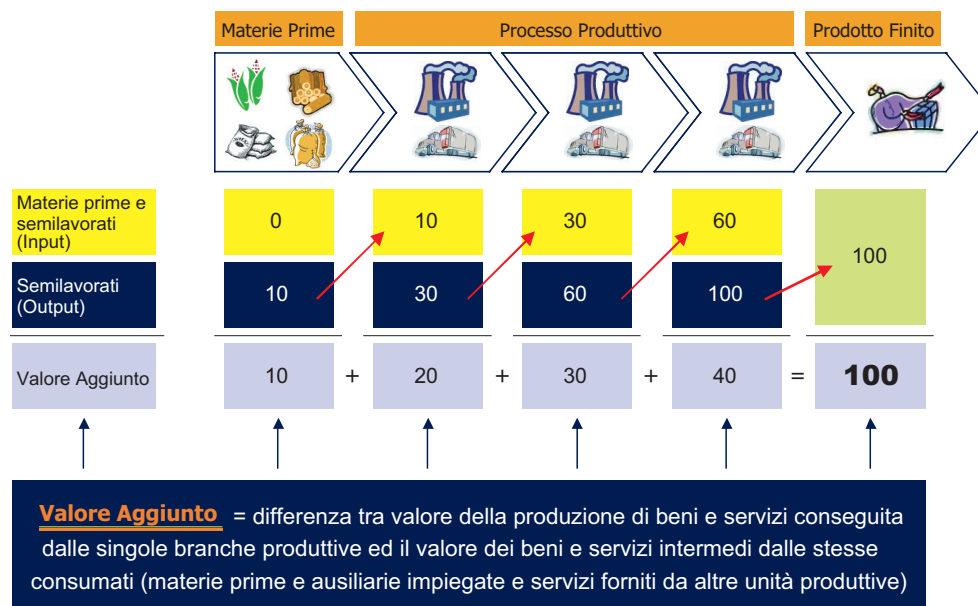 Materie Prime Processo Produttivo Prodotto Finito
Materie prime e
semilavorati
(Input)
0 10 30 60
100
Semilavorati
(Output)
10 30 60 100
Valore Aggiunto 10 + 20 + 30 + 40 = 100
Valore Aggiunto = differenza tra valore della produzione di beni e servizi conseguita
dalle singole branche produttive ed il valore dei beni e servizi intermedi dalle stesse
consumati (materie prime e ausiliarie impiegate e servizi forniti da altre unità produttive)